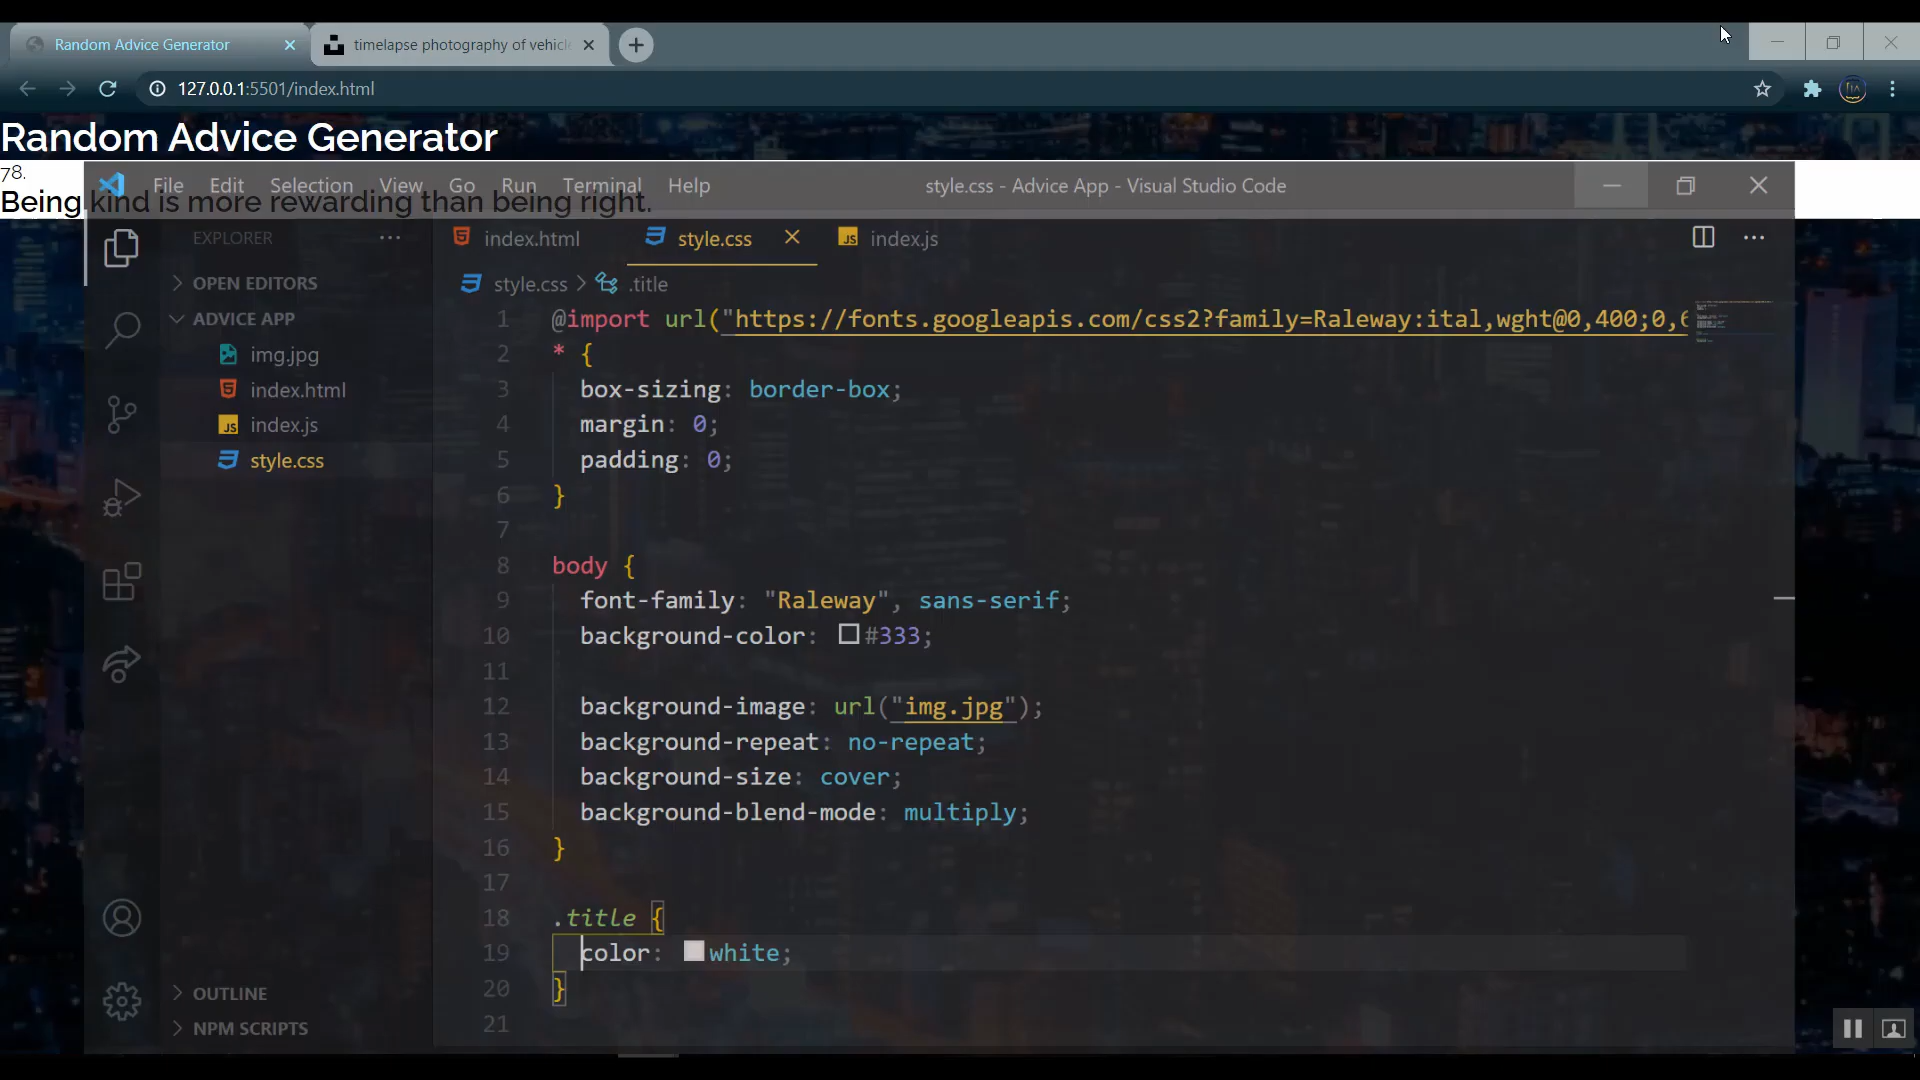 Random Advice Generator
timelapse photography of vehicl
127.0.0.1:5501/index.html
Random Advice Generator
78.
Being kind is more rewarding than being right.
File Edit Selection View Go Run Terminal Help
style.css - Advice App - Visual Studio Code
EXPLORER
index.html
style.css
index.js
OPEN EDITORS
style.css > .title
ADVICE APP
img.jpg
index.html
index.js
style.css
OUTLINE
NPM SCRIPTS
1 @import url("https://fonts.googleapis.com/css2?family=Raleway:ital,wght@0,400;0,6
2 * {
3 box-sizing: border-box;
4 margin: 0;
5 padding: 0;
6 }
7
8 body {
9 font-family: "Raleway", sans-serif;
10 background-color: #333;
11
12 background-image: url("img.jpg");
13 background-repeat: no-repeat;
14 background-size: cover;
15 background-blend-mode: multiply;
16 }
17
18 .title {
19 color: white;
20 }
21